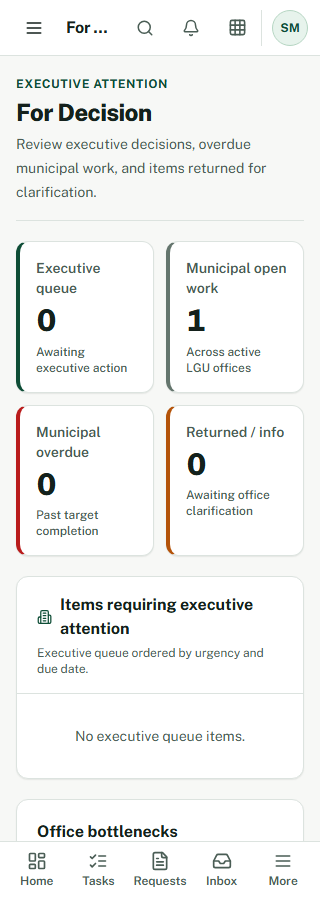 For ...
SM
EXECUTIVE ATTENTION
For Decision
Review executive decisions, overdue
municipal work, and items returned for
clarification.
Executive
queue
0
Awaiting
executive action
Municipal open
work
1
Across active
LGU offices
Municipal
overdue
0
Past target
completion
Returned / info
0
Awaiting office
clarification
Items requiring executive
attention
Executive queue ordered by urgency and
due date.
No executive queue items.
Office bottlenecks
Home
Tasks
Requests
Inbox
More